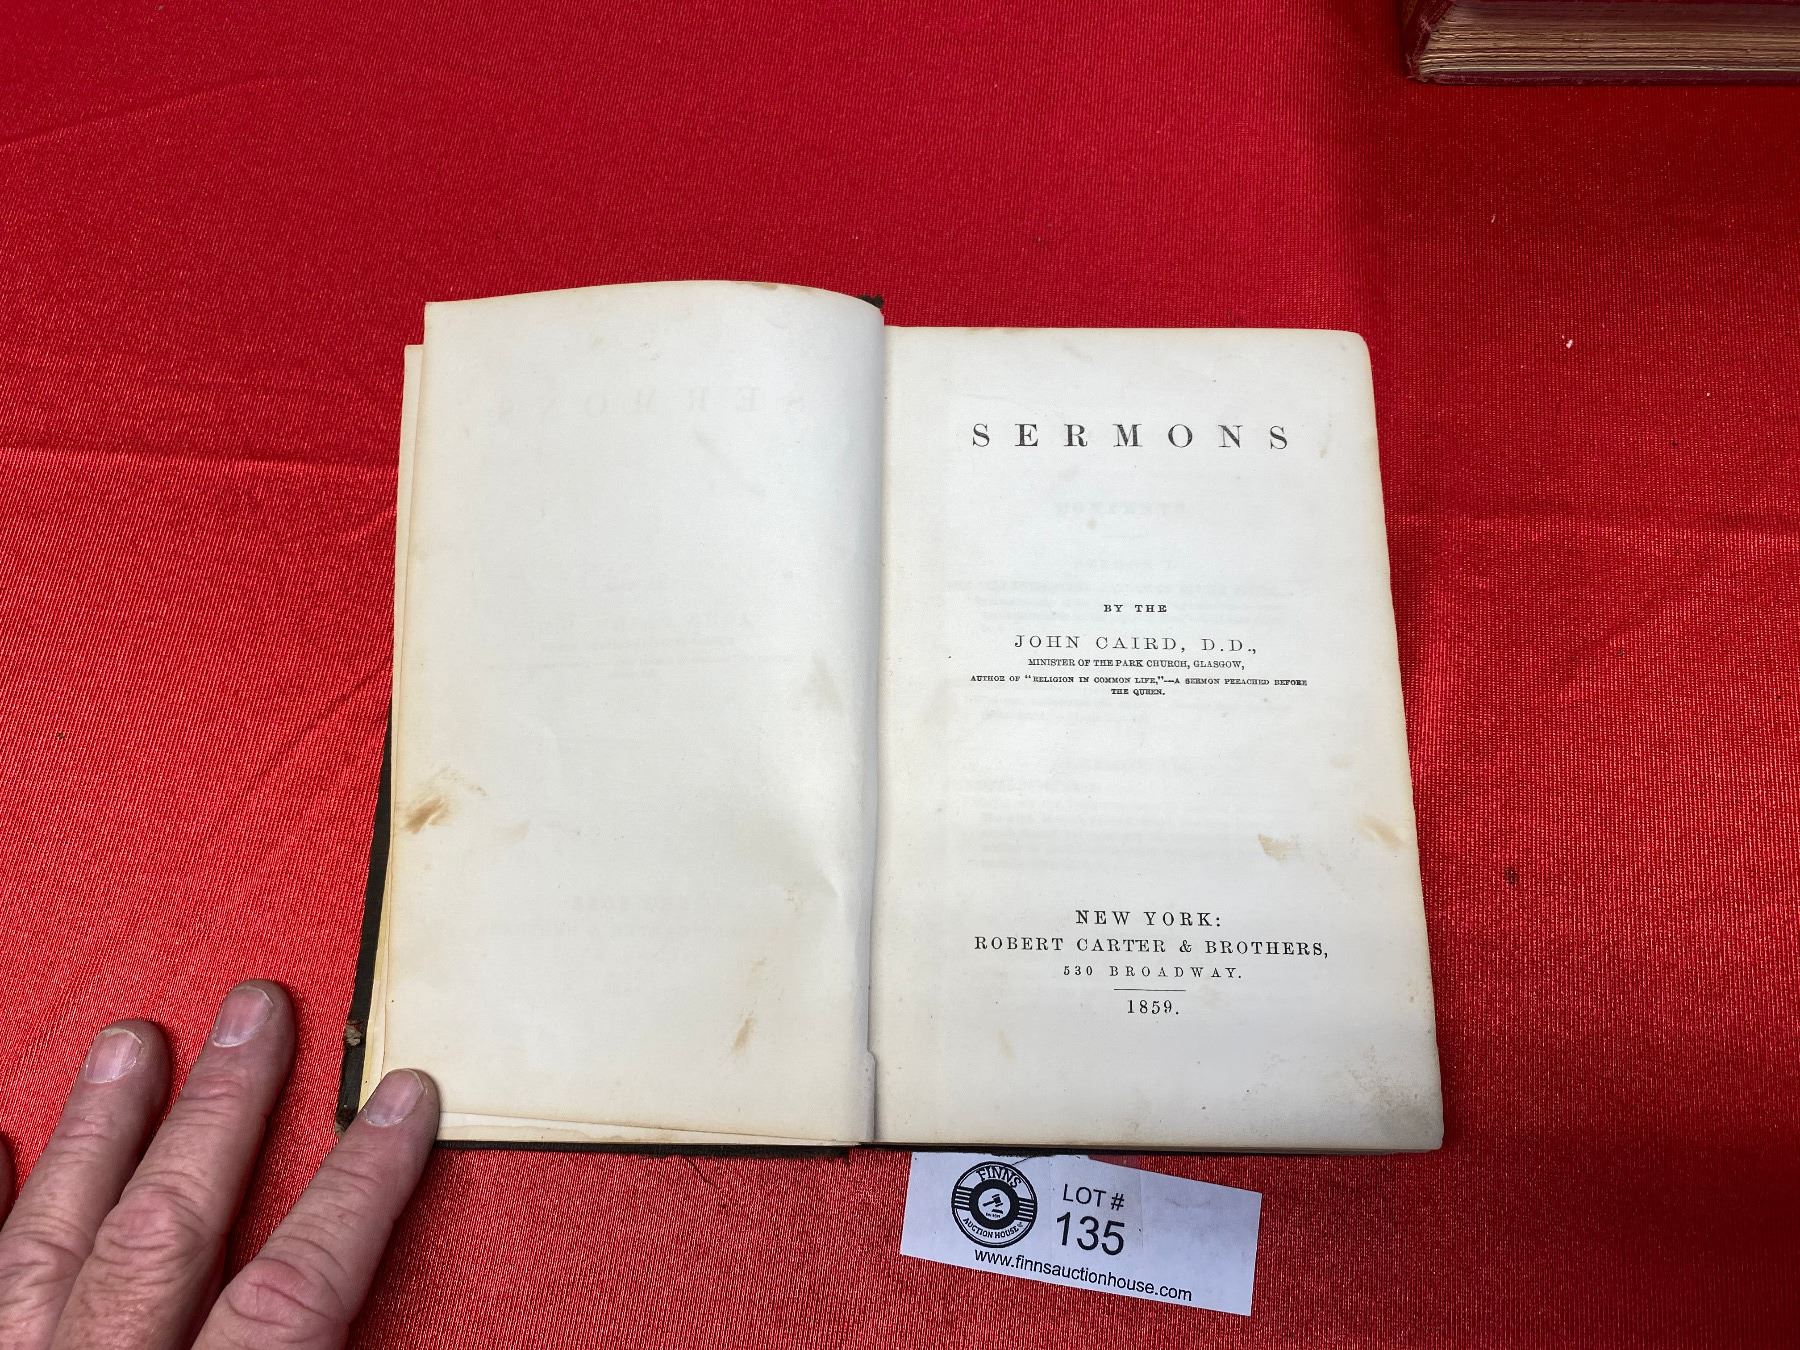 SERMONS
BY THE
JOHN CAIRD, D.D.,
MINISTER OF THE PARK CHURCH, GLASGOW,
AUTHOR OF "RELIGION IN COMMON LIFE,"—A SERMON PREACHED BEFORE
THE QUEEN.
NEW YORK:
ROBERT CARTER & BROTHERS,
530 BROADWAY.
1859.
FINNS
AUCTION HOUSE
LOT #
135
www.finnsauctionhouse.com